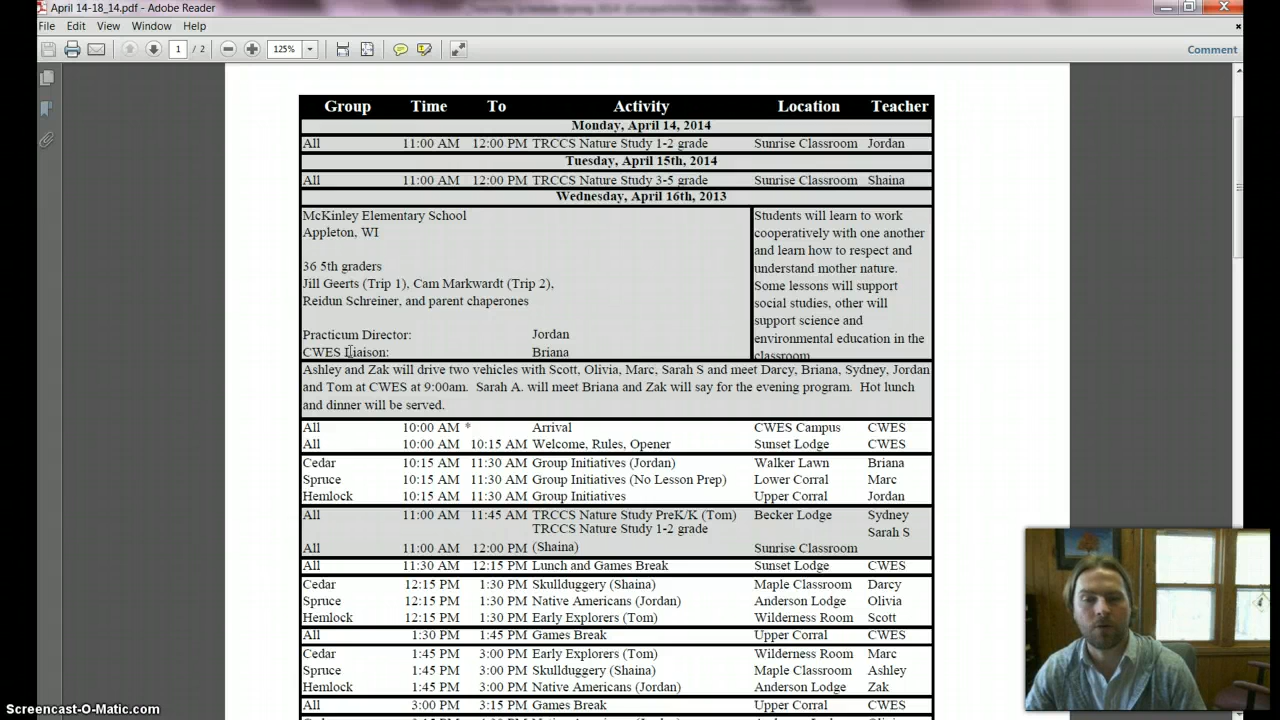 April 14-18_14.pdf - Adobe Reader
File Edit View Window Help
1 / 2 125% Comment
Group Time To Activity Location Teacher
Monday, April 14, 2014
All 11:00 AM 12:00 PM TRCCS Nature Study 1-2 grade Sunrise Classroom Jordan
Tuesday, April 15th, 2014
All 11:00 AM 12:00 PM TRCCS Nature Study 3-5 grade Sunrise Classroom Shaina
Wednesday, April 16th, 2013
McKinley Elementary School
Appleton, WI
36 5th graders
Jill Geerts (Trip 1), Cam Markwardt (Trip 2),
Reidun Schreiner, and parent chaperones
Practicum Director: Jordan
CWES Liaison: Briana
Students will learn to work
cooperatively with one another
and learn how to respect and
understand mother nature.
Some lessons will support
social studies, other will
support science and
environmental education in the
classroom
Ashley and Zak will drive two vehicles with Scott, Olivia, Marc, Sarah S and meet Darcy, Briana, Sydney, Jordan
and Tom at CWES at 9:00am. Sarah A. will meet Briana and Zak will say for the evening program. Hot lunch
and dinner will be served.
All 10:00 AM * Arrival CWES Campus CWES
All 10:00 AM 10:15 AM Welcome, Rules, Opener Sunset Lodge CWES
Cedar 10:15 AM 11:30 AM Group Initiatives (Jordan) Walker Lawn Briana
Spruce 10:15 AM 11:30 AM Group Initiatives (No Lesson Prep) Lower Corral Marc
Hemlock 10:15 AM 11:30 AM Group Initiatives Upper Corral Jordan
All 11:00 AM 11:45 AM TRCCS Nature Study PreK/K (Tom) Becker Lodge Sydney
TRCCS Nature Study 1-2 grade Sarah S
All 11:00 AM 12:00 PM (Shaina) Sunrise Classroom
All 11:30 AM 12:15 PM Lunch and Games Break Sunset Lodge CWES
Cedar 12:15 PM 1:30 PM Skullduggery (Shaina) Maple Classroom Darcy
Spruce 12:15 PM 1:30 PM Native Americans (Jordan) Anderson Lodge Olivia
Hemlock 12:15 PM 1:30 PM Early Explorers (Tom) Wilderness Room Scott
All 1:30 PM 1:45 PM Games Break Upper Corral CWES
Cedar 1:45 PM 3:00 PM Early Explorers (Tom) Wilderness Room Marc
Spruce 1:45 PM 3:00 PM Skullduggery (Shaina) Maple Classroom Ashley
Hemlock 1:45 PM 3:00 PM Native Americans (Jordan) Anderson Lodge Zak
All 3:00 PM 3:15 PM Games Break Upper Corral CWES
Screencast-O-Matic.com